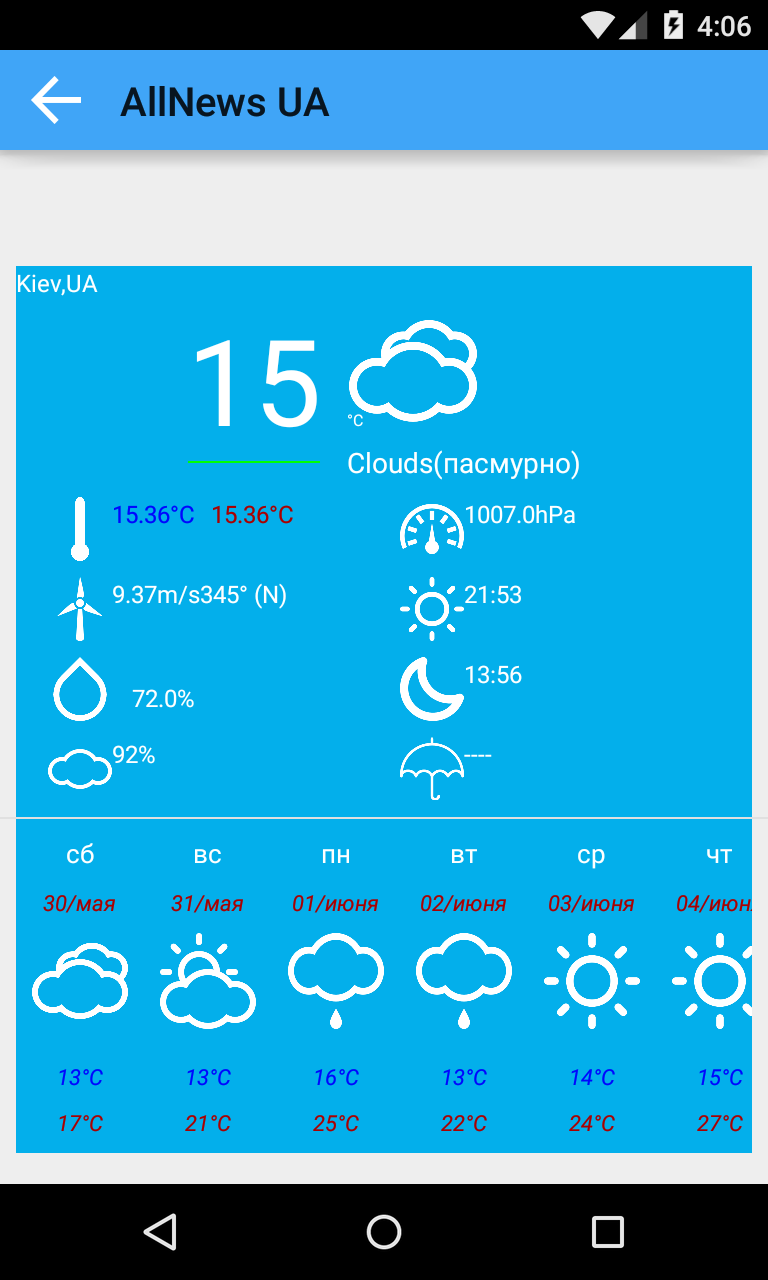 4:06
AllNews UA
Kiev,UA
15 °C
Clouds(пасмурно)
15.36°C 15.36°C 1007.0hPa
9.37m/s345° (N) 21:53
72.0% 13:56
92% ----
сб вс пн вт ср чт
30/мая 31/мая 01/июня 02/июня 03/июня 04/июн
13°C 13°C 16°C 13°C 14°C 15°C
17°C 21°C 25°C 22°C 24°C 27°C